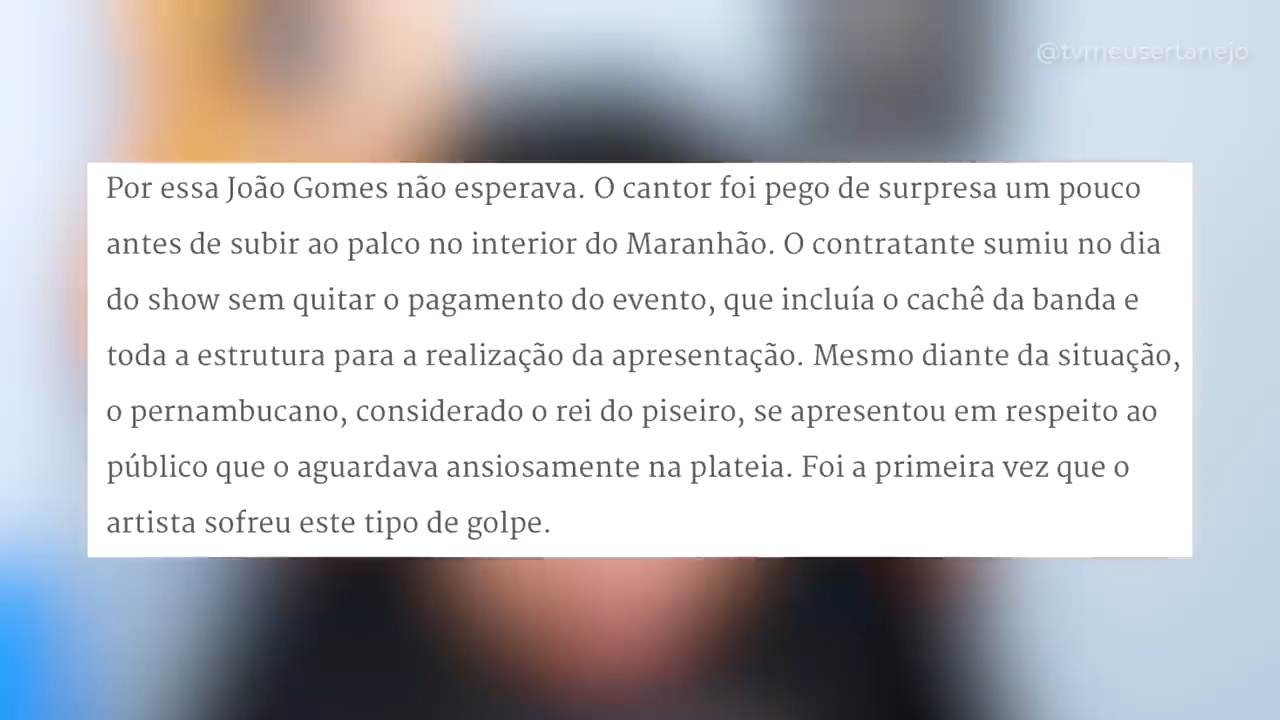 @tvmeusertanejo
Por essa João Gomes não esperava. O cantor foi pego de surpresa um pouco
antes de subir ao palco no interior do Maranhão. O contratante sumiu no dia
do show sem quitar o pagamento do evento, que incluía o cachê da banda e
toda a estrutura para a realização da apresentação. Mesmo diante da situação,
o pernambucano, considerado o rei do piseiro, se apresentou em respeito ao
público que o aguardava ansiosamente na plateia. Foi a primeira vez que o
artista sofreu este tipo de golpe.